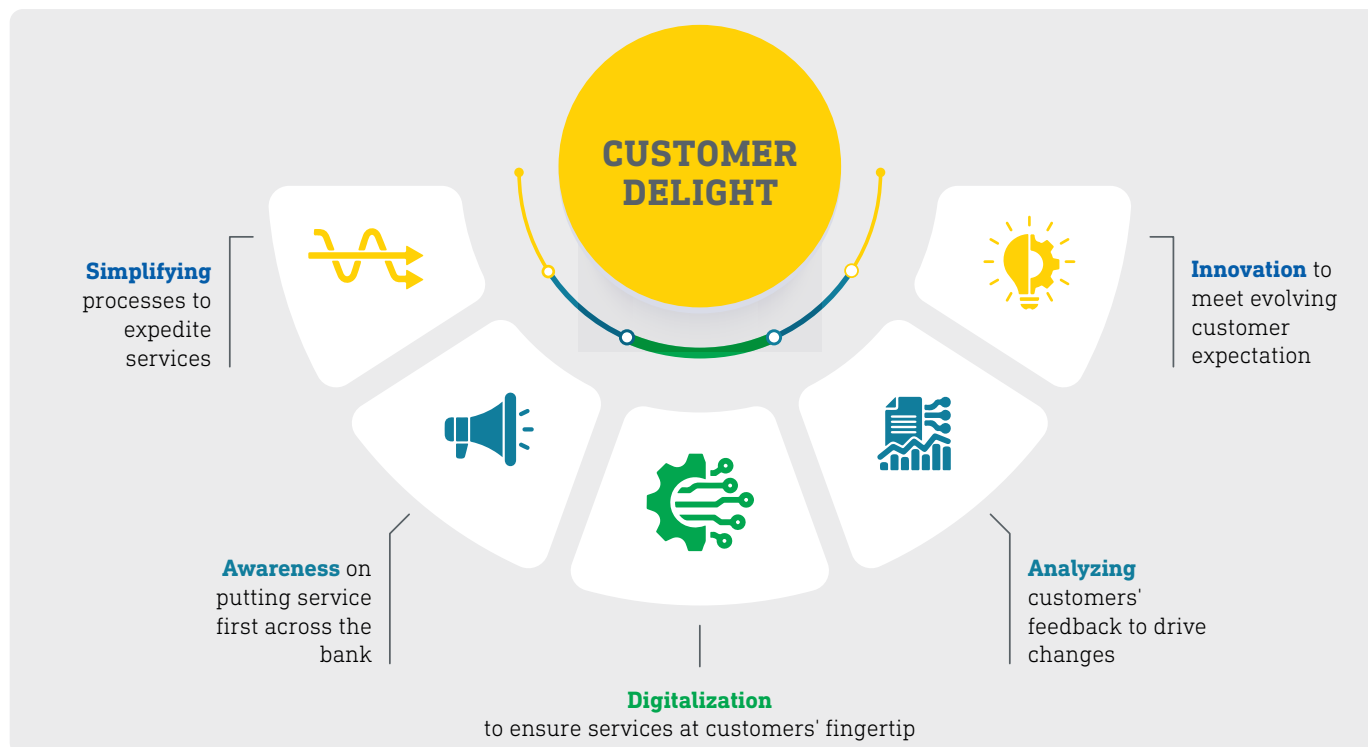 CUSTOMER
DELIGHT
Simplifying
processes to
expedite
services
Awareness on
putting service
first across the
bank
Digitalization
to ensure services at customers' fingertip
Analyzing
customers'
feedback to drive
changes
Innovation to
meet evolving
customer
expectation